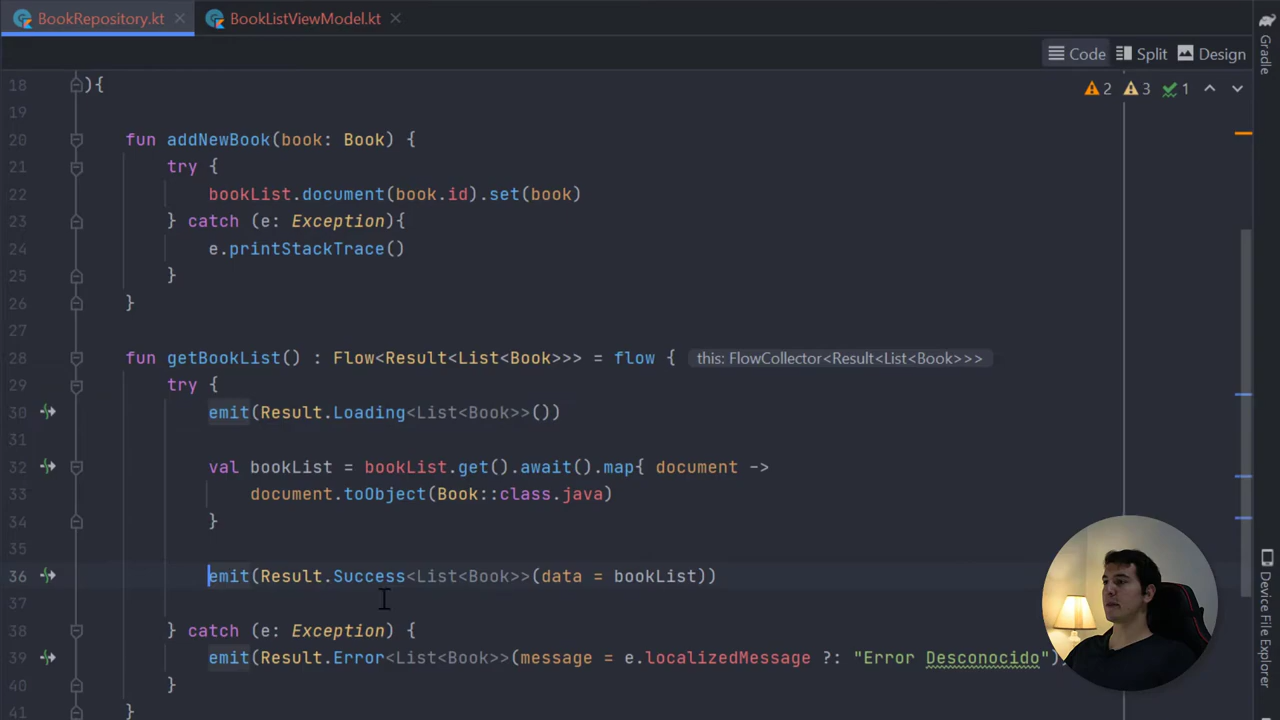 BookRepository.kt
BookListViewModel.kt
Code
Split
Design
2
3
1
18 ){
19
20 fun addNewBook(book: Book) {
21 try {
22 bookList.document(book.id).set(book)
23 } catch (e: Exception){
24 e.printStackTrace()
25 }
26 }
27
28 fun getBookList() : Flow<Result<List<Book>>> = flow { this: FlowCollector<Result<List<Book>>>
29 try {
30 emit(Result.Loading<List<Book>>())
31
32 val bookList = bookList.get().await().map{ document ->
33 document.toObject(Book::class.java)
34 }
35
36 emit(Result.Success<List<Book>>(data = bookList))
37
38 } catch (e: Exception) {
39 emit(Result.Error<List<Book>>(message = e.localizedMessage ?: "Error Desconocido"))
40 }
41 }
Gradle
Device File Explorer